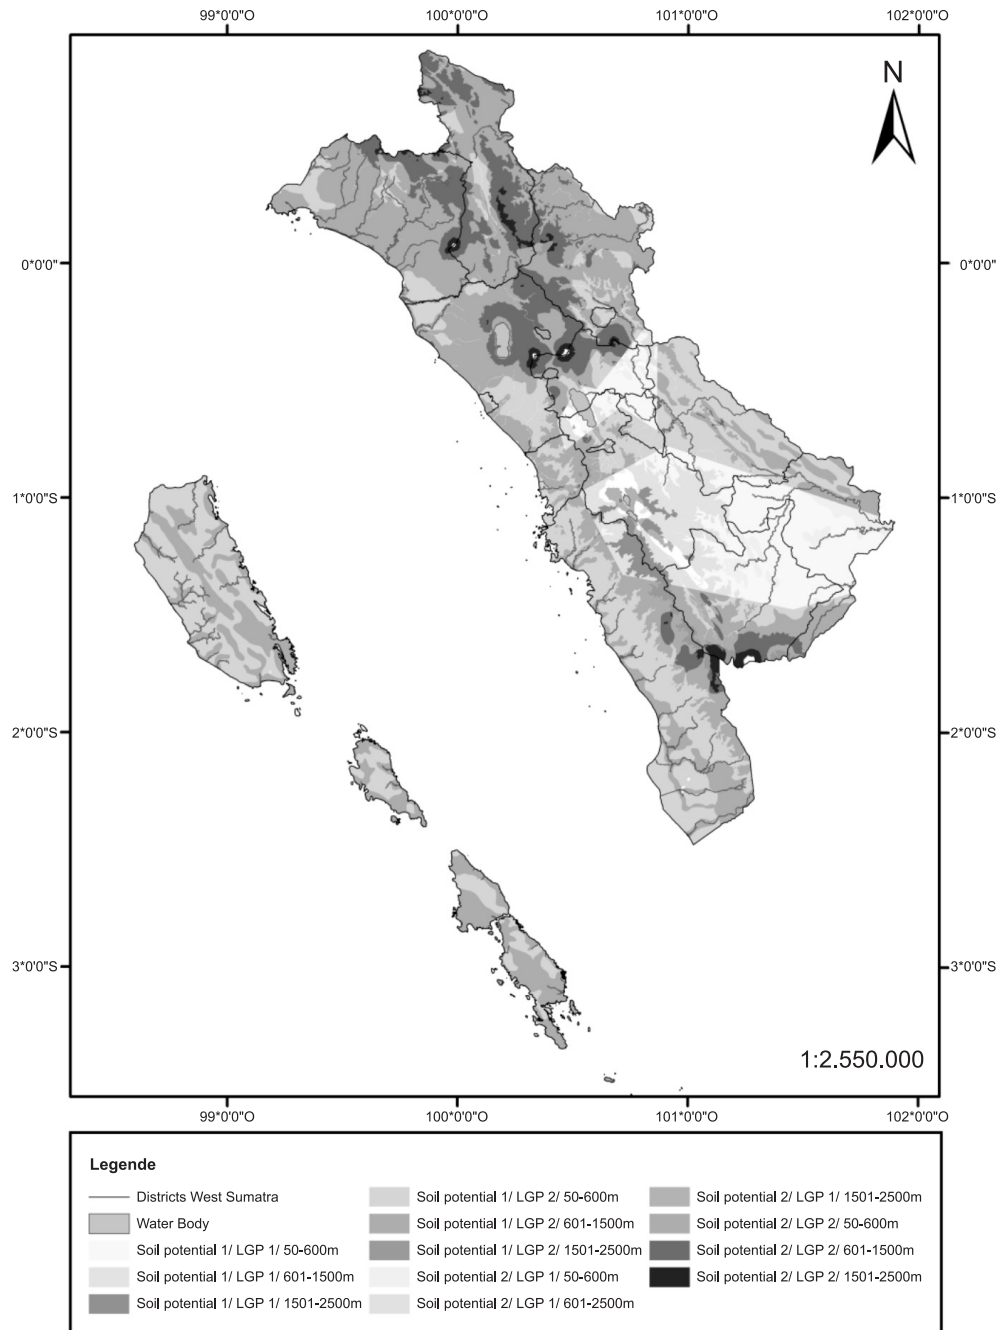 99°0'0"O 100°0'0"O 101°0'0"O 102°0'0"O
N
0°0'0" 0°0'0"
1°0'0"S 1°0'0"S
2°0'0"S 2°0'0"S
3°0'0"S 3°0'0"S
1:2.550.000
99°0'0"O 100°0'0"O 101°0'0"O 102°0'0"O
Legende
Districts West Sumatra
Water Body
Soil potential 1/ LGP 1/ 50-600m
Soil potential 1/ LGP 1/ 601-1500m
Soil potential 1/ LGP 1/ 1501-2500m
Soil potential 1/ LGP 2/ 50-600m
Soil potential 1/ LGP 2/ 601-1500m
Soil potential 1/ LGP 2/ 1501-2500m
Soil potential 2/ LGP 1/ 50-600m
Soil potential 2/ LGP 1/ 601-2500m
Soil potential 2/ LGP 1/ 1501-2500m
Soil potential 2/ LGP 2/ 50-600m
Soil potential 2/ LGP 2/ 601-1500m
Soil potential 2/ LGP 2/ 1501-2500m